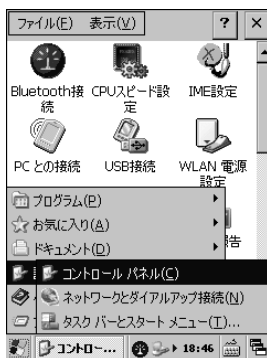 ファイル(F) 表示(V) ? ×
Bluetooth接 CPUスピード設 IME設定
続 定
PC との接続 USB接続 WLAN 電源
設定
プログラム(P)
お気に入り(A)
ドキュメント(D) 告
コントロール パネル(C)
ネットワークとダイアルアップ接続(N)
タスク バーとスタート メニュー(T)...
コントロー... 18:46